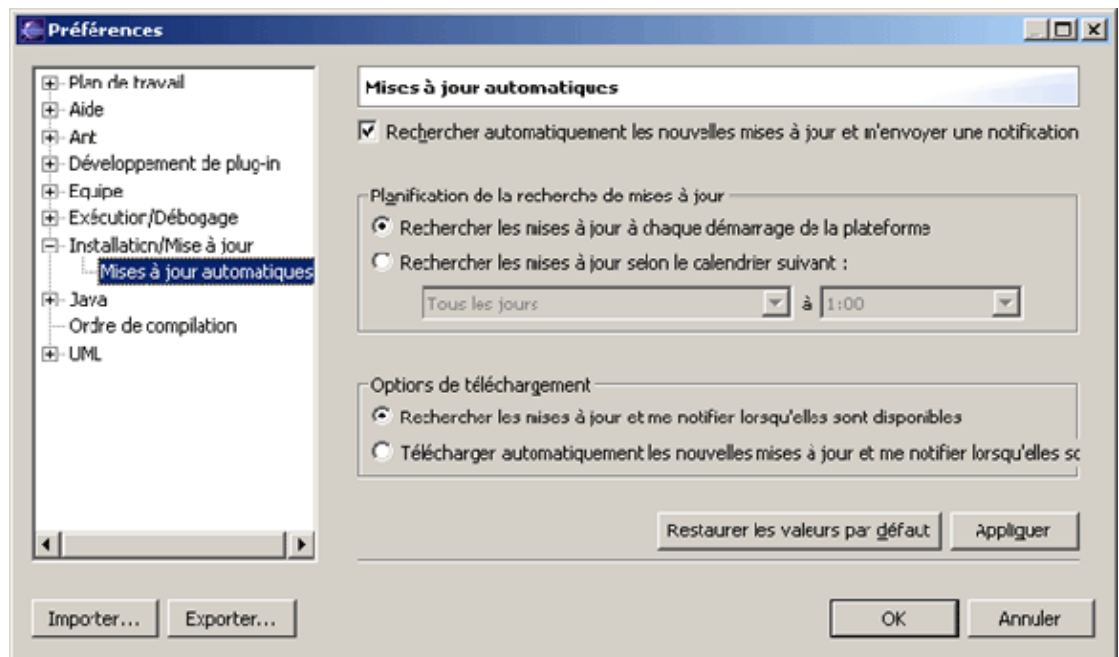 Préférences
Plan de travail
Aide
Ant
Développement de plug-in
Equipe
Exécution/Débogage
Installation/Mise à jour
Mises à jour automatiques
Java
Ordre de compilation
UML
Mises à jour automatiques
Rechercher automatiquement les nouvelles mises à jour et m'envoyer une notification
Planification de la recherche de mises à jour
Rechercher les mises à jour à chaque démarrage de la plateforme
Rechercher les mises à jour selon le calendrier suivant :
Tous les jours à 1:00
Options de téléchargement
Rechercher les mises à jour et me notifier lorsqu'elles sont disponibles
Télécharger automatiquement les nouvelles mises à jour et me notifier lorsqu'elles so
Restaurer les valeurs par défaut Appliquer
Importer... Exporter... OK Annuler